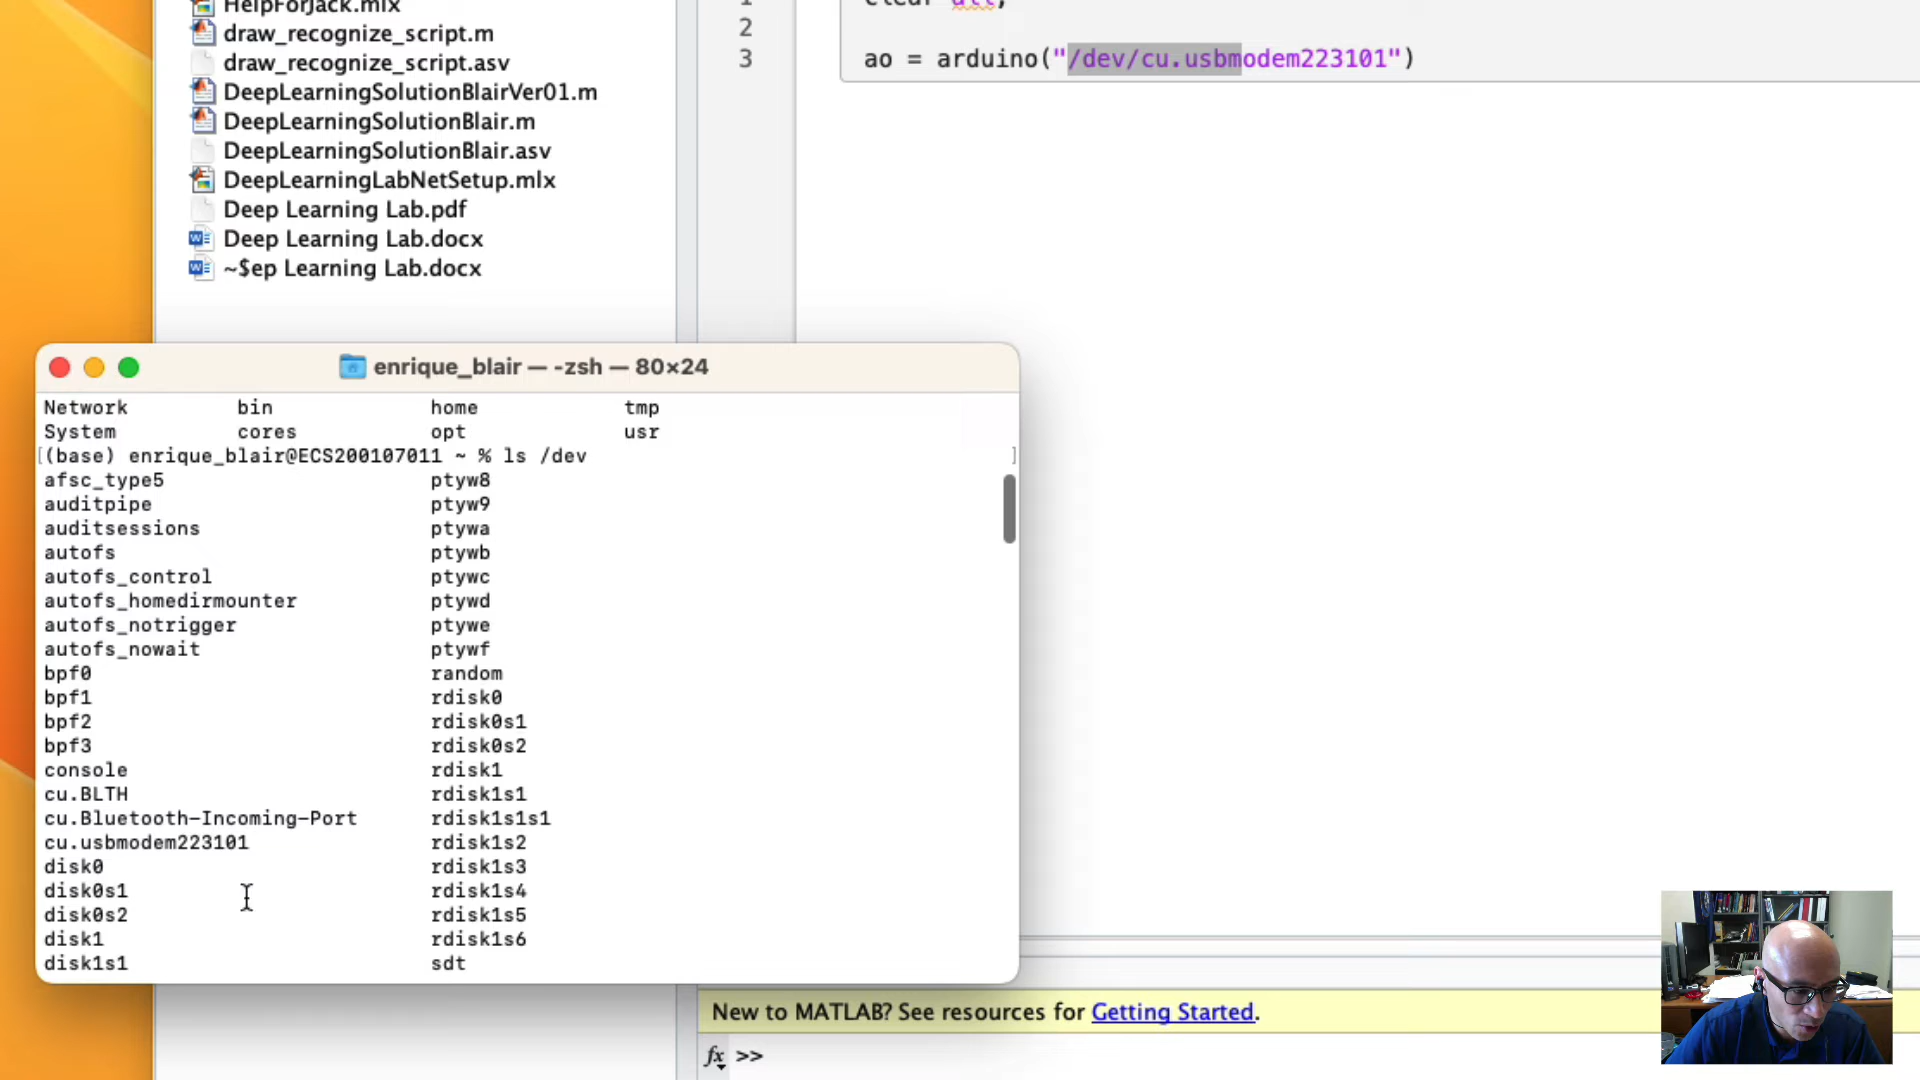 HelpForJack.mlx
draw_recognize_script.m
draw_recognize_script.asv
DeepLearningSolutionBlairVer01.m
DeepLearningSolutionBlair.m
DeepLearningSolutionBlair.asv
DeepLearningLabNetSetup.mlx
Deep Learning Lab.pdf
Deep Learning Lab.docx
~$ep Learning Lab.docx
1 clear all;
2
3 ao = arduino("/dev/cu.usbmodem223101")
enrique_blair — -zsh — 80×24
Network bin home tmp
System cores opt usr
[(base) enrique_blair@ECS200107011 ~ % ls /dev ]
afsc_type5 ptyw8
auditpipe ptyw9
auditsessions ptywa
autofs ptywb
autofs_control ptywc
autofs_homedirmounter ptywd
autofs_notrigger ptywe
autofs_nowait ptywf
bpf0 random
bpf1 rdisk0
bpf2 rdisk0s1
bpf3 rdisk0s2
console rdisk1
cu.BLTH rdisk1s1
cu.Bluetooth-Incoming-Port rdisk1s1s1
cu.usbmodem223101 rdisk1s2
disk0 rdisk1s3
disk0s1 rdisk1s4
disk0s2 rdisk1s5
disk1 rdisk1s6
disk1s1 sdt
New to MATLAB? See resources for Getting Started.
fx >>